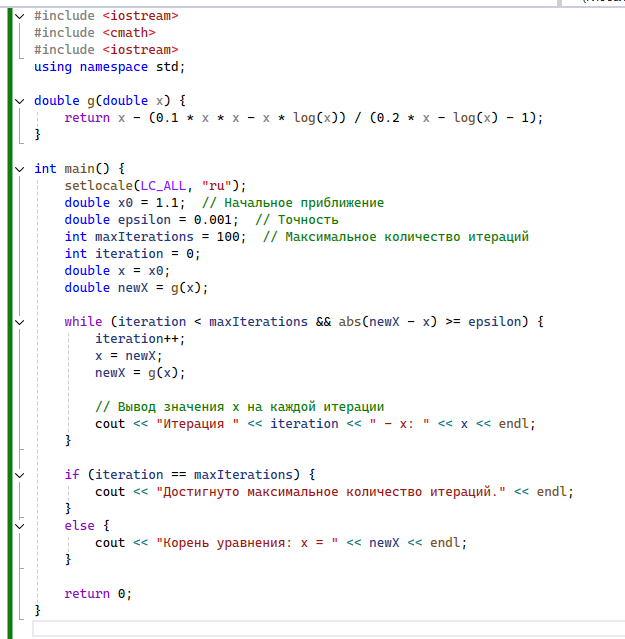 #include <iostream>
#include <cmath>
#include <iostream>
using namespace std;

double g(double x) {
    return x - (0.1 * x * x - x * log(x)) / (0.2 * x - log(x) - 1);
}

int main() {
    setlocale(LC_ALL, "ru");
    double x0 = 1.1;  // Начальное приближение
    double epsilon = 0.001;  // Точность
    int maxIterations = 100;  // Максимальное количество итераций
    int iteration = 0;
    double x = x0;
    double newX = g(x);

    while (iteration < maxIterations && abs(newX - x) >= epsilon) {
        iteration++;
        x = newX;
        newX = g(x);

        // Вывод значения x на каждой итерации
        cout << "Итерация " << iteration << " - x: " << x << endl;
    }

    if (iteration == maxIterations) {
        cout << "Достигнуто максимальное количество итераций." << endl;
    }
    else {
        cout << "Корень уравнения: x = " << newX << endl;
    }

    return 0;
}